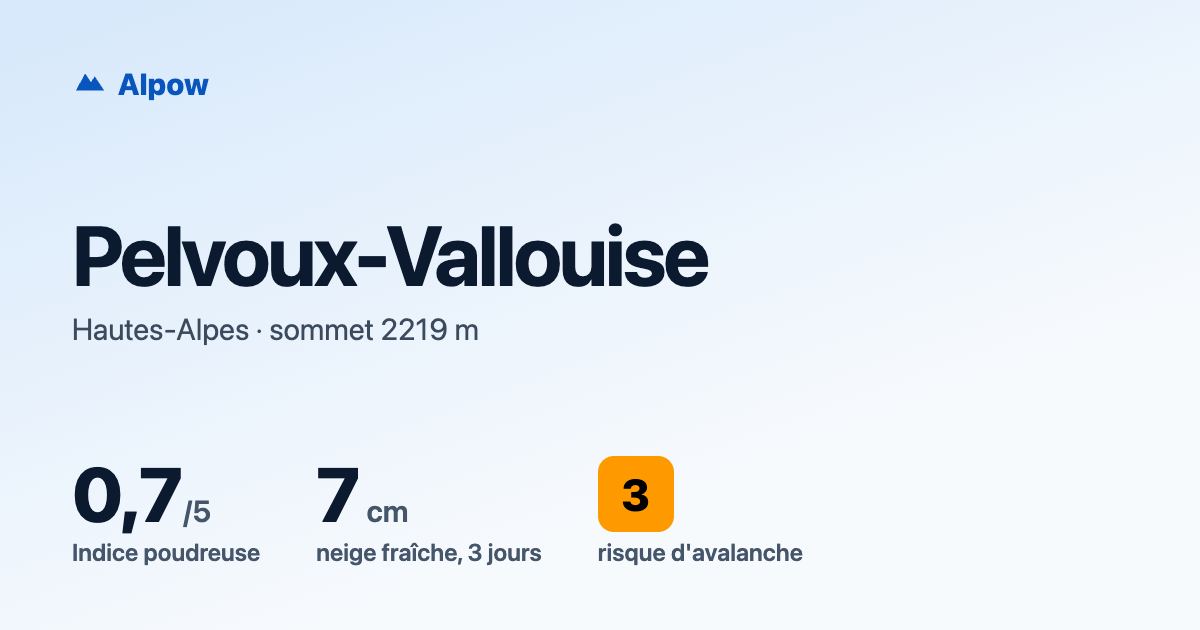 Alpow
Pelvoux-Vallouise
Hautes-Alpes · sommet 2219 m
0,7/5
Indice poudreuse
7 cm
neige fraîche, 3 jours
3
risque d'avalanche